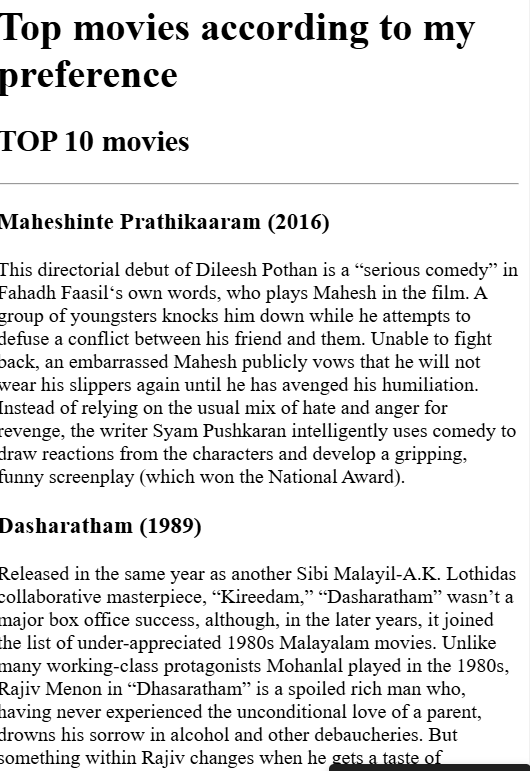 Top movies according to my
preference
TOP 10 movies
Maheshinte Prathikaaram (2016)
This directorial debut of Dileesh Pothan is a “serious comedy” in
Fahadh Faasil‘s own words, who plays Mahesh in the film. A
group of youngsters knocks him down while he attempts to
defuse a conflict between his friend and them. Unable to fight
back, an embarrassed Mahesh publicly vows that he will not
wear his slippers again until he has avenged his humiliation.
Instead of relying on the usual mix of hate and anger for
revenge, the writer Syam Pushkaran intelligently uses comedy to
draw reactions from the characters and develop a gripping,
funny screenplay (which won the National Award).
Dasharatham (1989)
Released in the same year as another Sibi Malayil-A.K. Lothidas
collaborative masterpiece, “Kireedam,” “Dasharatham” wasn’t a
major box office success, although, in the later years, it joined
the list of under-appreciated 1980s Malayalam movies. Unlike
many working-class protagonists Mohanlal played in the 1980s,
Rajiv Menon in “Dhasaratham” is a spoiled rich man who,
having never experienced the unconditional love of a parent,
drowns his sorrow in alcohol and other debaucheries. But
something within Rajiv changes when he gets a taste of